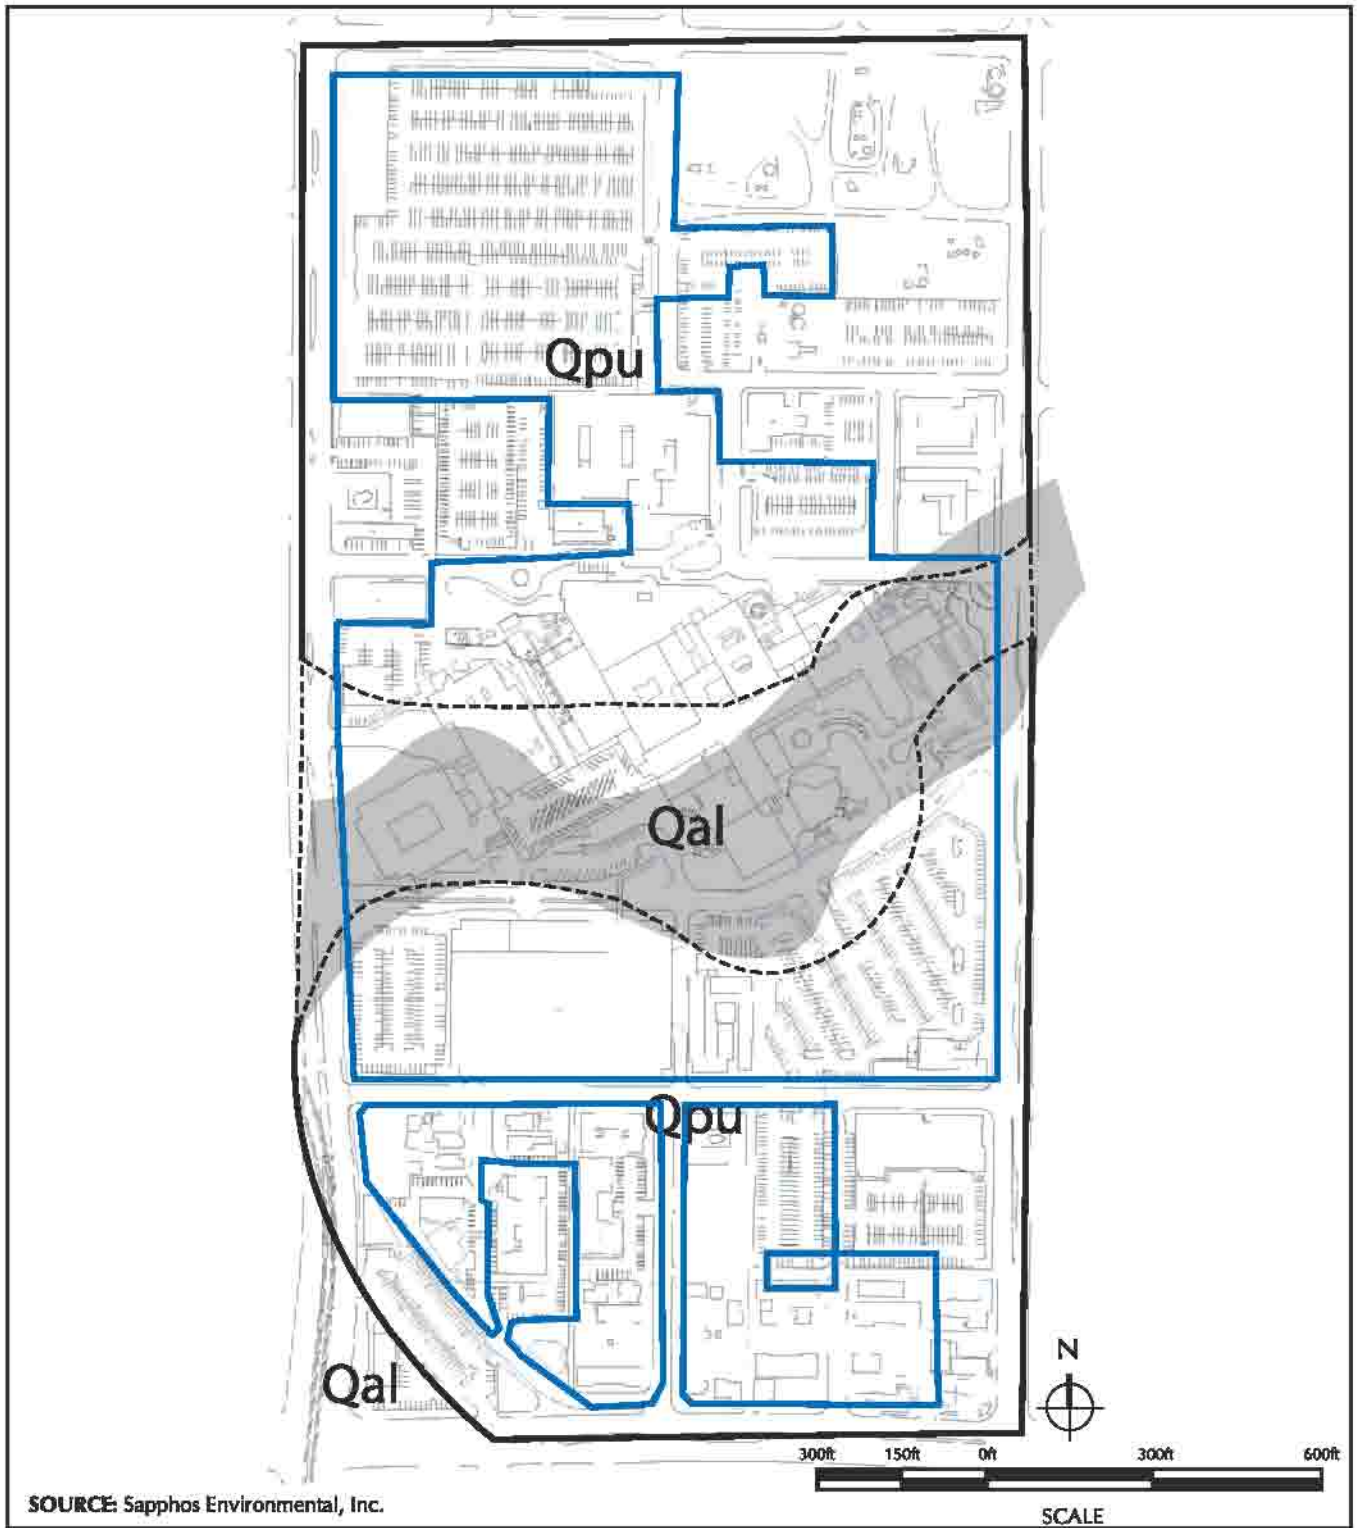 Qpu
Qal
Qpu
Qal
N
300ft 150ft 0ft 300ft 600ft
SCALE
SOURCE: Sapphos Environmental, Inc.